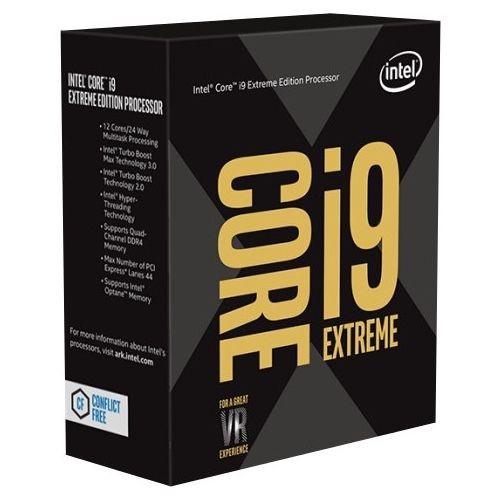 INTEL® CORE™ i9
EXTREME EDITION PROCESSOR
• 12 Cores/24 Way
Multitask Processing
• Intel® Turbo Boost
Max Technology 3.0
• Intel® Turbo Boost
Technology 2.0
• Intel® Hyper-
Threading
Technology
• Supports Quad-
Channel DDR4
Memory
• Max Number of PCI
Express® Lanes 44
• Supports Intel®
Optane™ Memory
For more information about Intel's
processors, visit ark.intel.com
CF
CONFLICT
FREE
Intel® Core™ i9 Extreme Edition Processor
intel®
CORE
i9
EXTREME
FOR A GREAT
VR
EXPERIENCE